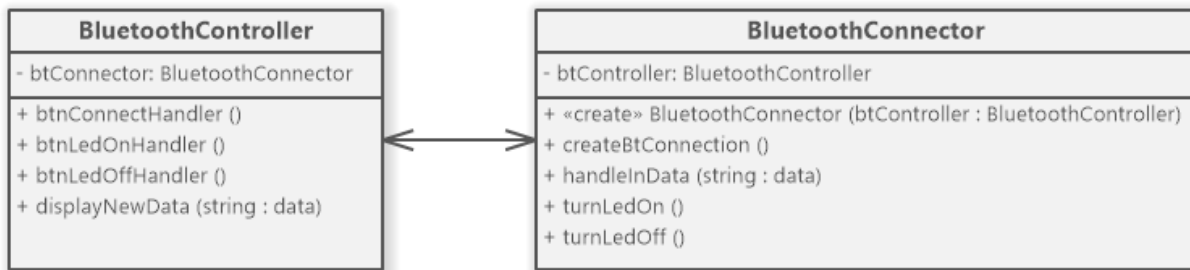 BluetoothController
- btConnector: BluetoothConnector
+ btnConnectHandler ()
+ btnLedOnHandler ()
+ btnLedOffHandler ()
+ displayNewData (string : data)
BluetoothConnector
- btController: BluetoothController
+ «create» BluetoothConnector (btController : BluetoothController)
+ createBtConnection ()
+ handleInData (string : data)
+ turnLedOn ()
+ turnLedOff ()